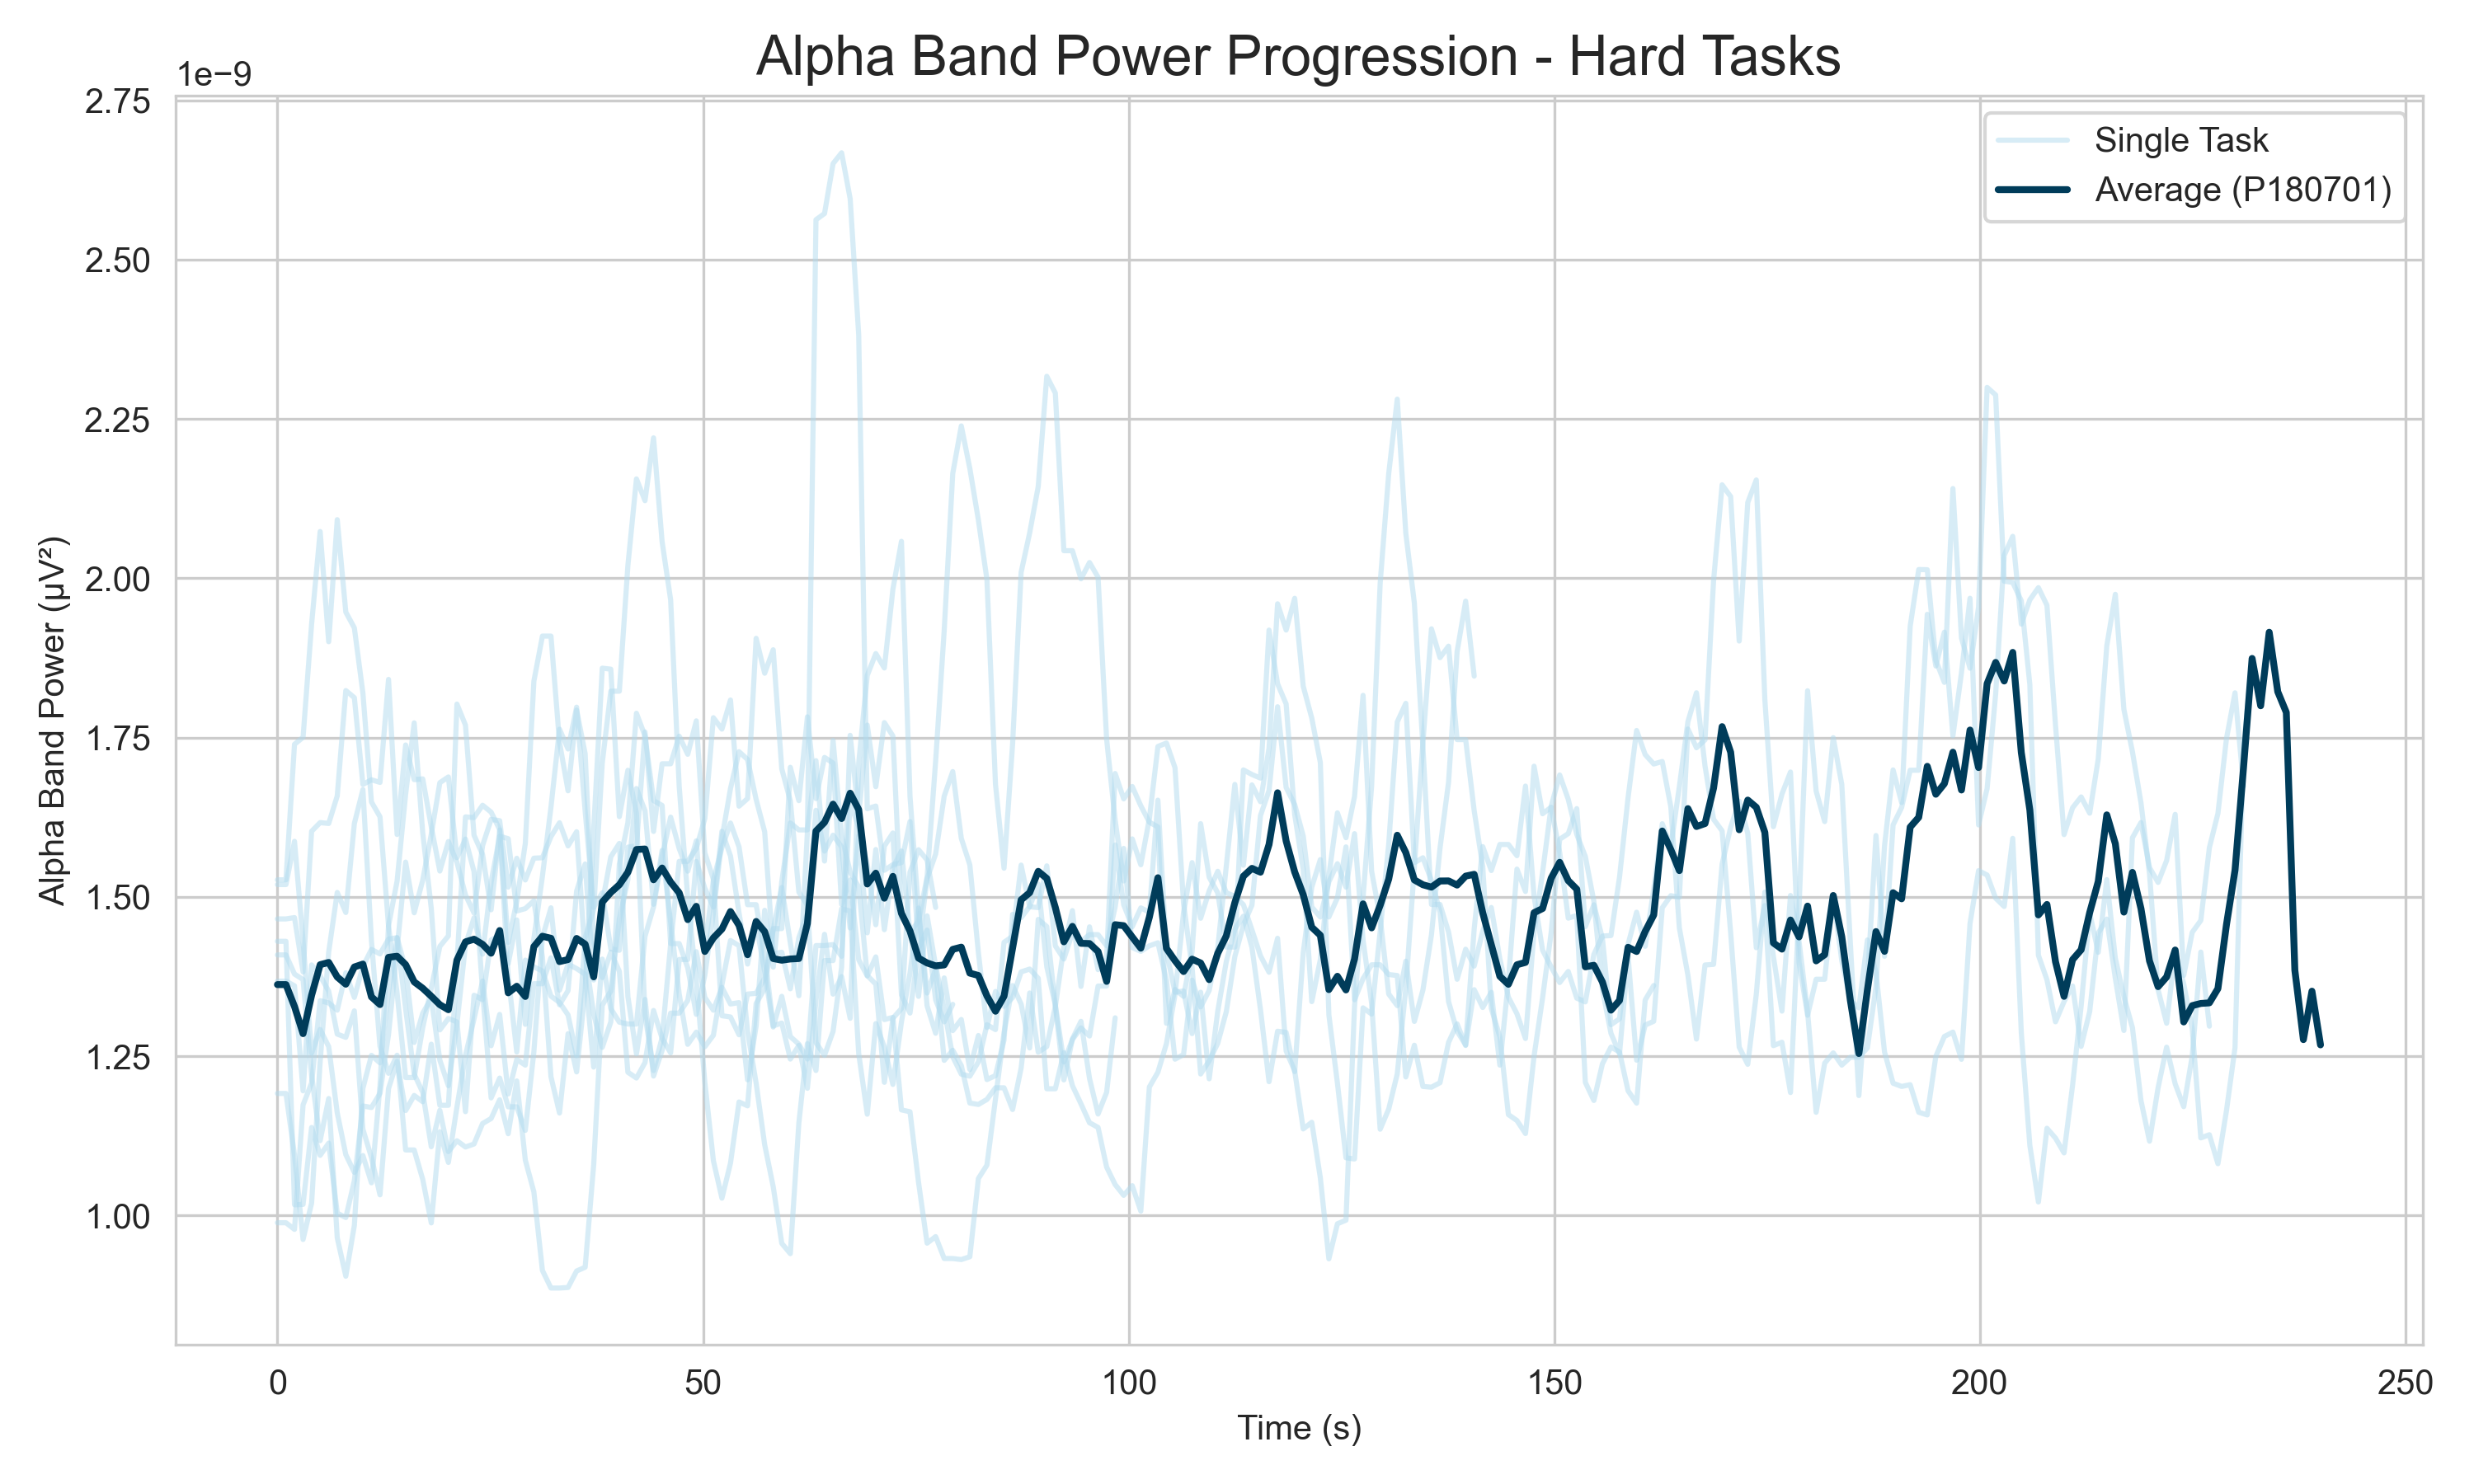 Alpha Band Power Progression - Hard Tasks
1e−9
2.75
2.50
2.25
2.00
1.75
1.50
1.25
1.00
Alpha Band Power (µV²)
Single Task
Average (P180701)
0
50
100
150
200
250
Time (s)